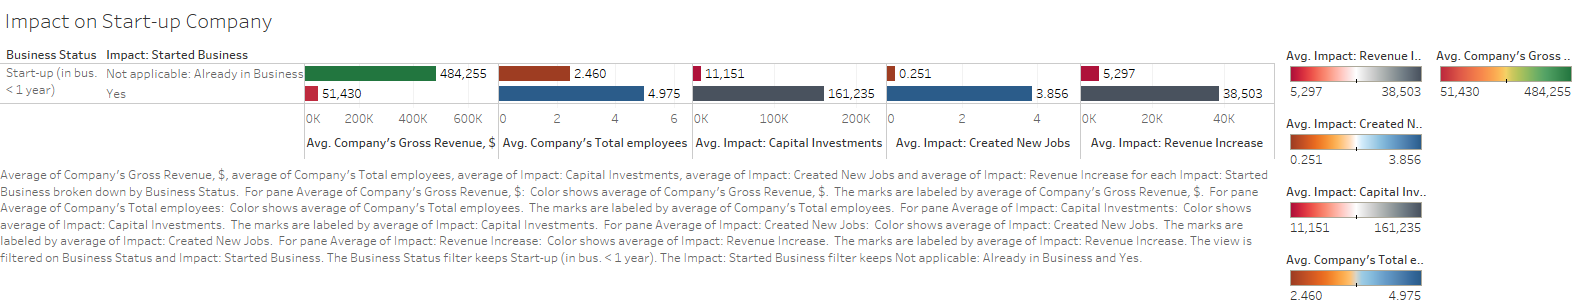 Impact on Start-up Company
Business Status Impact: Started Business
Start-up (in bus. < 1 year)
Not applicable: Already in Business
484,255
2.460
11,151
0.251
5,297
Yes
51,430
4.975
161,235
3.856
38,503
0K 200K 400K 600K
0 2 4 6
0K 100K 200K
0 2 4
0K 20K 40K
Avg. Company's Gross Revenue, $
Avg. Company's Total employees
Avg. Impact: Capital Investments
Avg. Impact: Created New Jobs
Avg. Impact: Revenue Increase
Average of Company's Gross Revenue, $, average of Company's Total employees, average of Impact: Capital Investments, average of Impact: Created New Jobs and average of Impact: Revenue Increase for each Impact: Started
Business broken down by Business Status. For pane Average of Company's Gross Revenue, $: Color shows average of Company's Gross Revenue, $. The marks are labeled by average of Company's Gross Revenue, $. For pane
Average of Company's Total employees: Color shows average of Company's Total employees. The marks are labeled by average of Company's Total employees. For pane Average of Impact: Capital Investments: Color shows
average of Impact: Capital Investments. The marks are labeled by average of Impact: Capital Investments. For pane Average of Impact: Created New Jobs: Color shows average of Impact: Created New Jobs. The marks are
labeled by average of Impact: Created New Jobs. For pane Average of Impact: Revenue Increase: Color shows average of Impact: Revenue Increase. The marks are labeled by average of Impact: Revenue Increase. The view is
filtered on Business Status and Impact: Started Business. The Business Status filter keeps Start-up (in bus. < 1 year). The Impact: Started Business filter keeps Not applicable: Already in Business and Yes.
Avg. Impact: Revenue I..
5,297 38,503
Avg. Company's Gross ..
51,430 484,255
Avg. Impact: Created N..
0.251 3.856
Avg. Impact: Capital Inv..
11,151 161,235
Avg. Company's Total e..
2.460 4.975